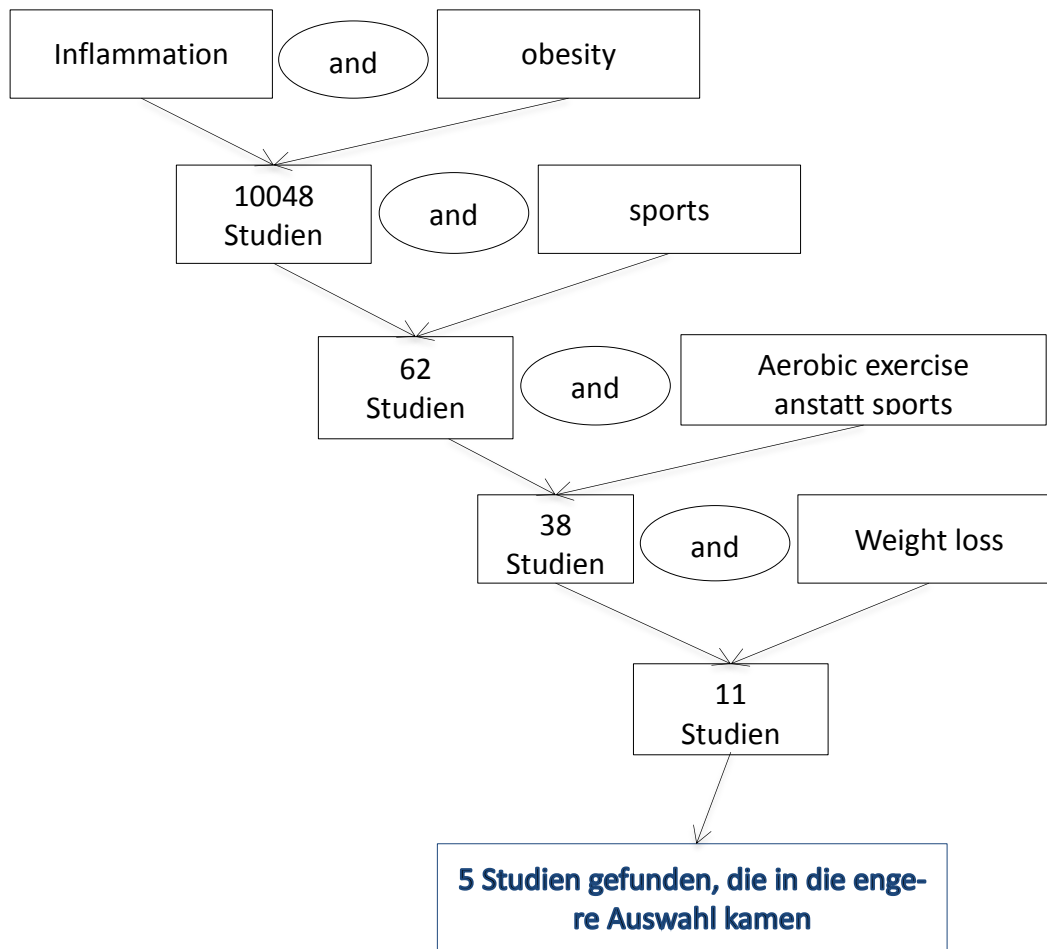 Inflammation
and
obesity
10048
Studien
and
sports
62
Studien
and
Aerobic exercise
anstatt sports
38
Studien
and
Weight loss
11
Studien
5 Studien gefunden, die in die enge-
re Auswahl kamen